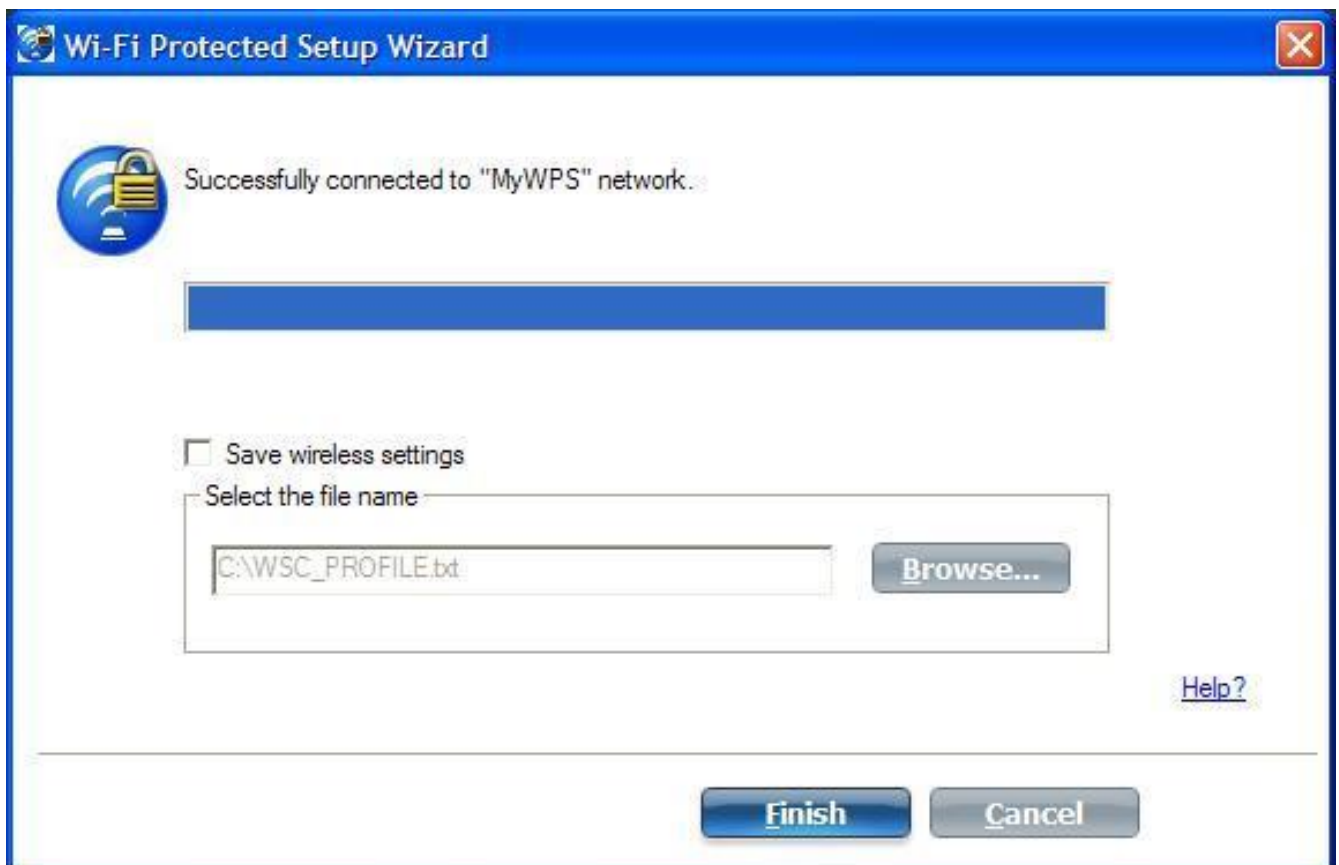 Wi-Fi Protected Setup Wizard
Successfully connected to "MyWPS" network.
Save wireless settings
Select the file name
C:\WSC_PROFILE.txt
Browse...
Help?
Finish
Cancel